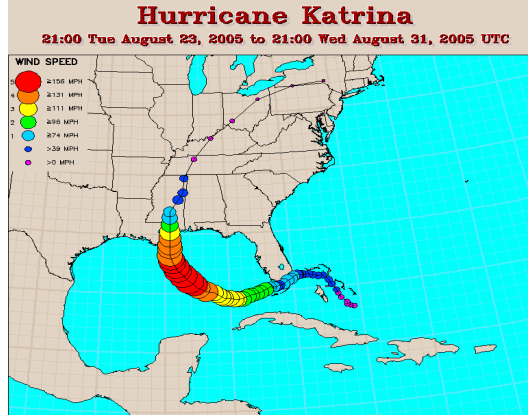 Hurricane Katrina
21:00 Tue August 23, 2005 to 21:00 Wed August 31, 2005 UTC
WIND SPEED
5 ≥156 MPH
4 ≥131 MPH
3 ≥111 MPH
2 ≥96 MPH
1 ≥74 MPH
>39 MPH
>0 MPH